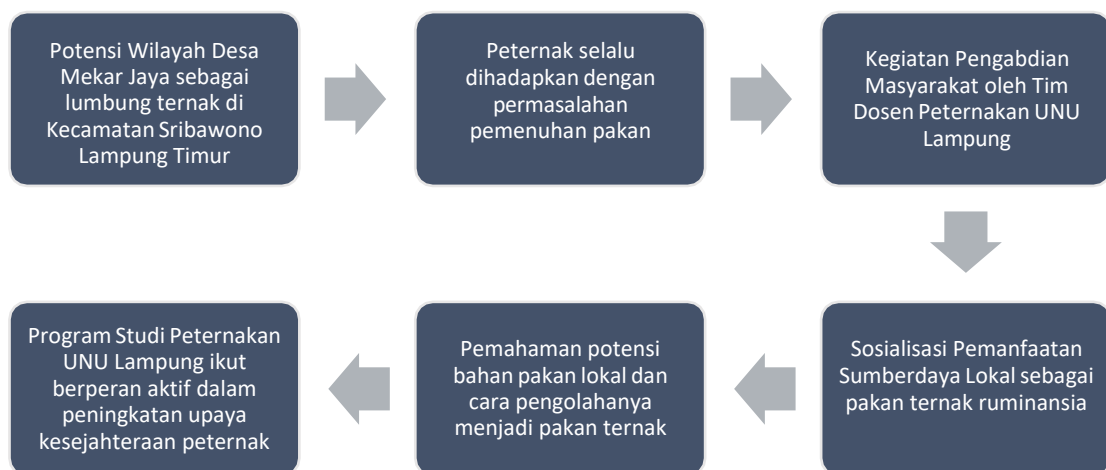 Potensi Wilayah Desa
Mekar Jaya sebagai
lumbung ternak di
Kecamatan Sribawono
Lampung Timur
Peternak selalu
dihadapkan dengan
permasalahan
pemenuhan pakan
Kegiatan Pengabdian
Masyarakat oleh Tim
Dosen Peternakan UNU
Lampung
Sosialisasi Pemanfaatan
Sumberdaya Lokal sebagai
pakan ternak ruminansia
Pemahaman potensi
bahan pakan lokal dan
cara pengolahanya
menjadi pakan ternak
Program Studi Peternakan
UNU Lampung ikut
berperan aktif dalam
peningkatan upaya
kesejahteraan peternak